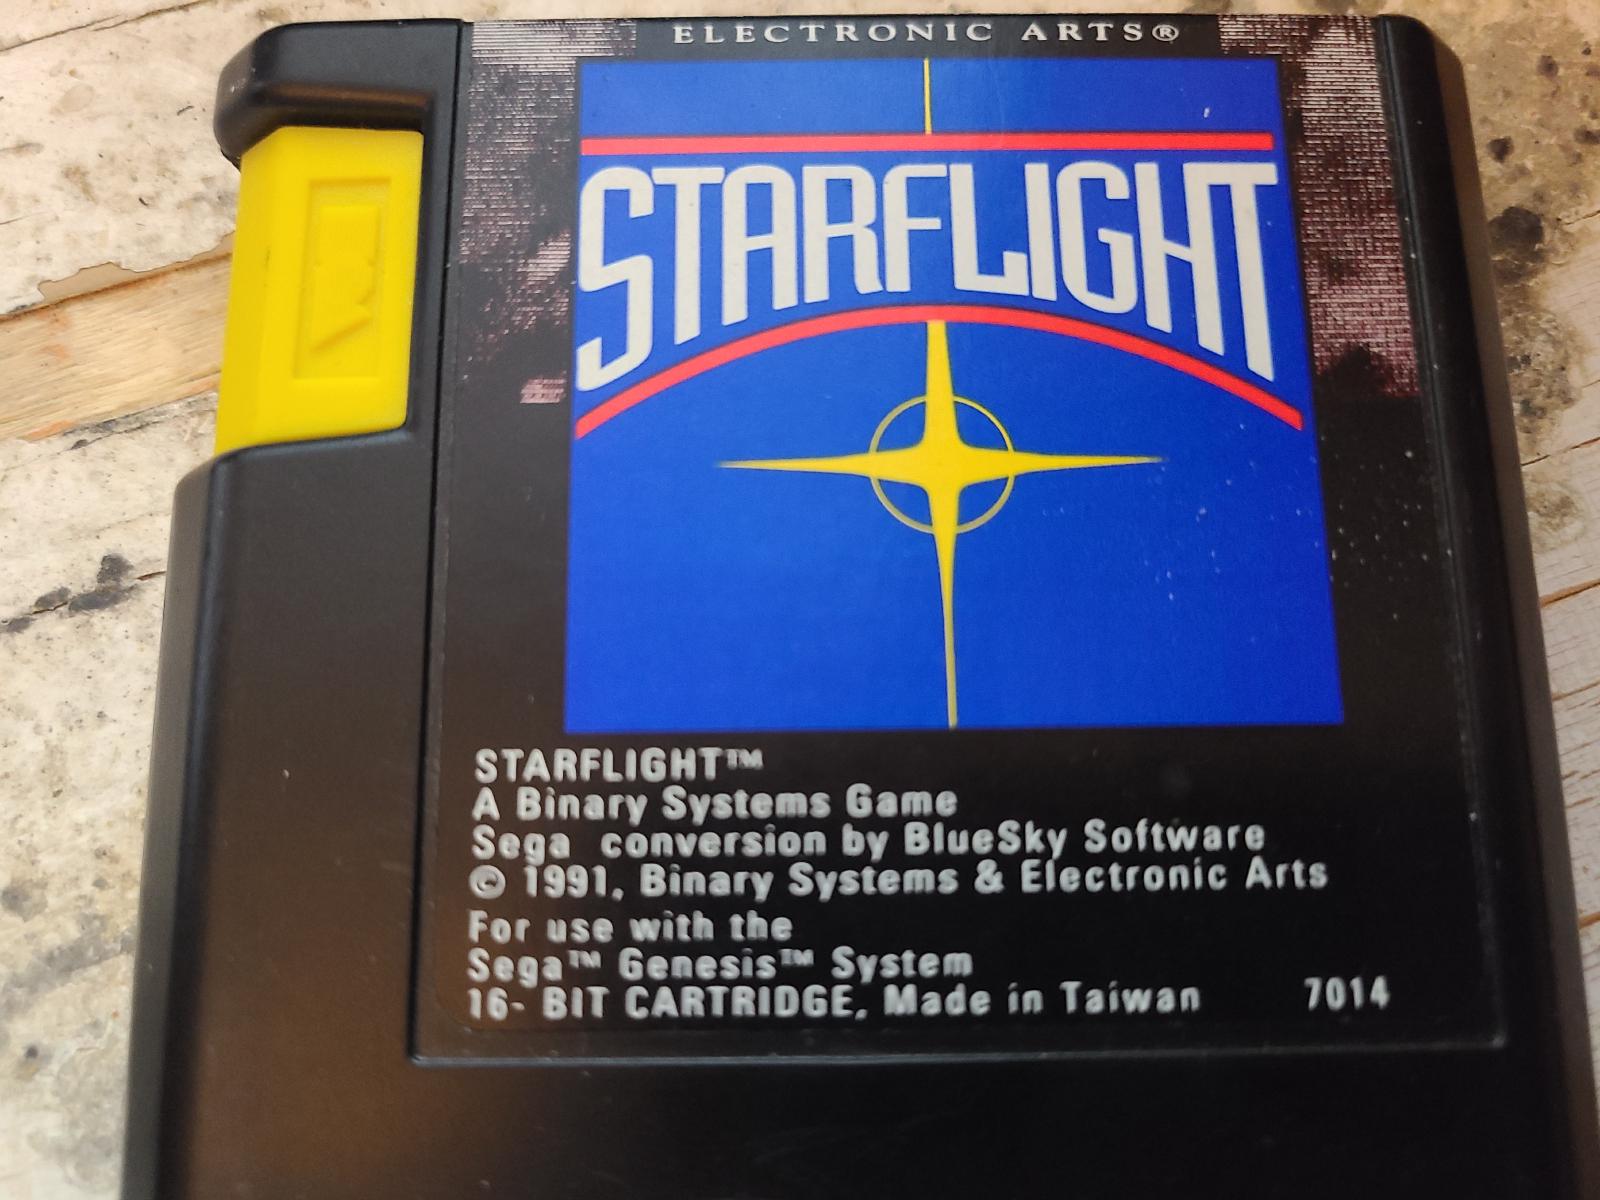 ELECTRONIC ARTS®
STARFLIGHT
STARFLIGHT™
A Binary Systems Game
Sega conversion by BlueSky Software
© 1991, Binary Systems & Electronic Arts
For use with the
Sega™ Genesis™ System
16- BIT CARTRIDGE, Made in Taiwan 7014